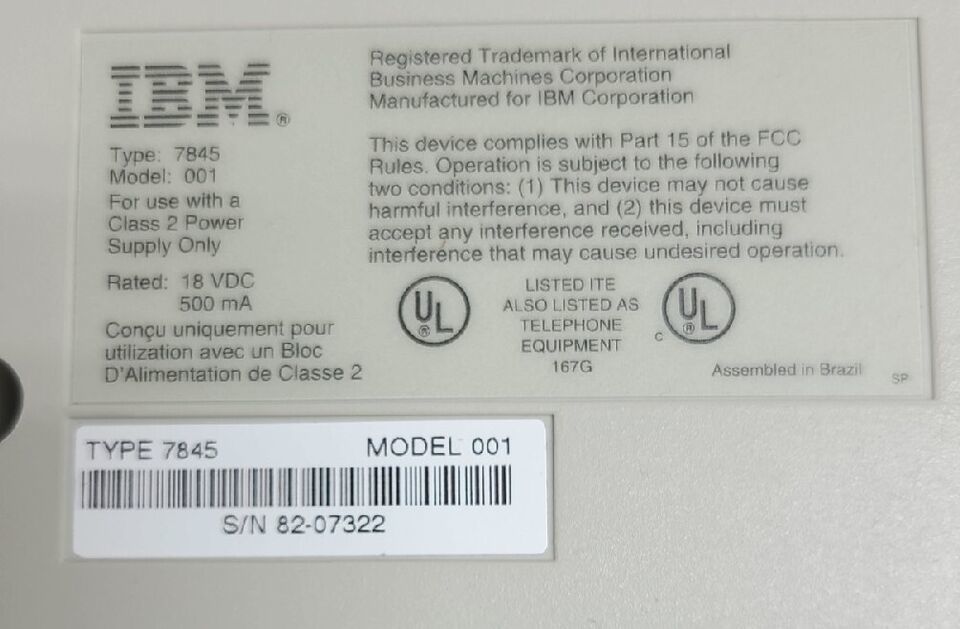 IBM®
Type: 7845
Model: 001
For use with a
Class 2 Power
Supply Only
Rated: 18 VDC
500 mA
Conçu uniquement pour
utilization avec un Bloc
D'Alimentation de Classe 2
Registered Trademark of International
Business Machines Corporation
Manufactured for IBM Corporation
This device complies with Part 15 of the FCC
Rules. Operation is subject to the following
two conditions: (1) This device may not cause
harmful interference, and (2) this device must
accept any interference received, including
interference that may cause undesired operation.
UL®
LISTED ITE
ALSO LISTED AS
TELEPHONE
EQUIPMENT
167G
c UL®
Assembled in Brazil
SP
TYPE 7845 MODEL 001
S/N 82-07322